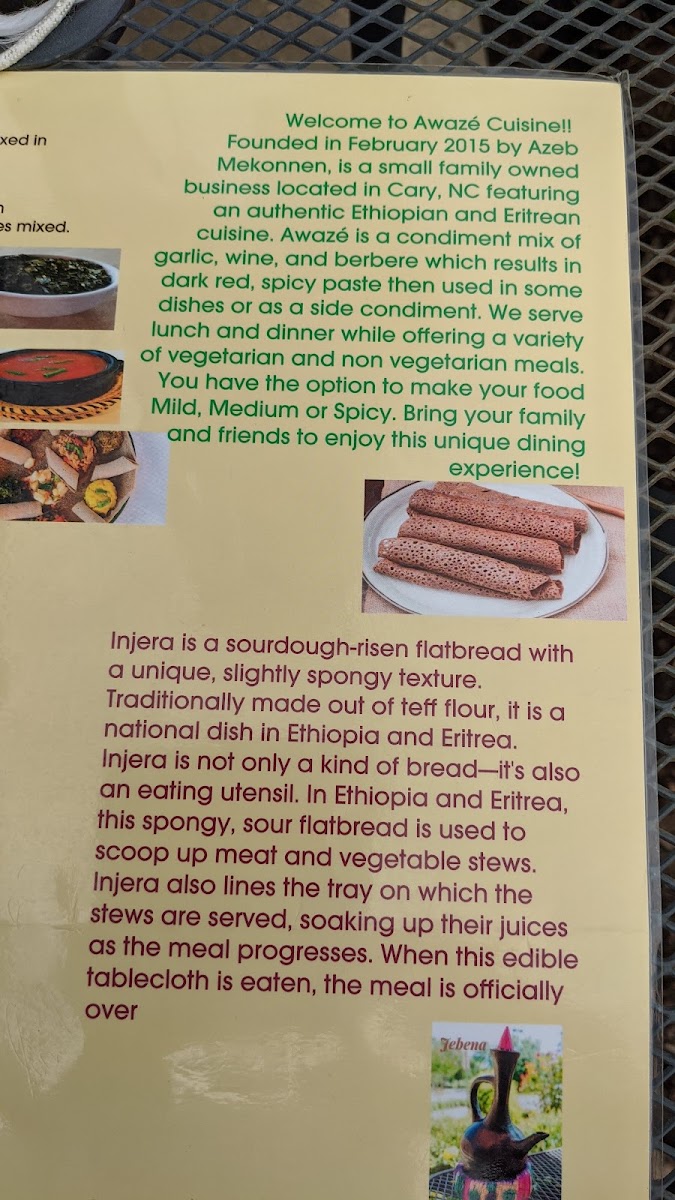 xed in
es mixed.
Welcome to Awazé Cuisine!!
Founded in February 2015 by Azeb
Mekonnen, is a small family owned
business located in Cary, NC featuring
an authentic Ethiopian and Eritrean
cuisine. Awazé is a condiment mix of
garlic, wine, and berbere which results in
dark red, spicy paste then used in some
dishes or as a side condiment. We serve
lunch and dinner while offering a variety
of vegetarian and non vegetarian meals.
You have the option to make your food
Mild, Medium or Spicy. Bring your family
and friends to enjoy this unique dining
experience!
Injera is a sourdough-risen flatbread with
a unique, slightly spongy texture.
Traditionally made out of teff flour, it is a
national dish in Ethiopia and Eritrea.
Injera is not only a kind of bread—it's also
an eating utensil. In Ethiopia and Eritrea,
this spongy, sour flatbread is used to
scoop up meat and vegetable stews.
Injera also lines the tray on which the
stews are served, soaking up their juices
as the meal progresses. When this edible
tablecloth is eaten, the meal is officially
over
Jebena